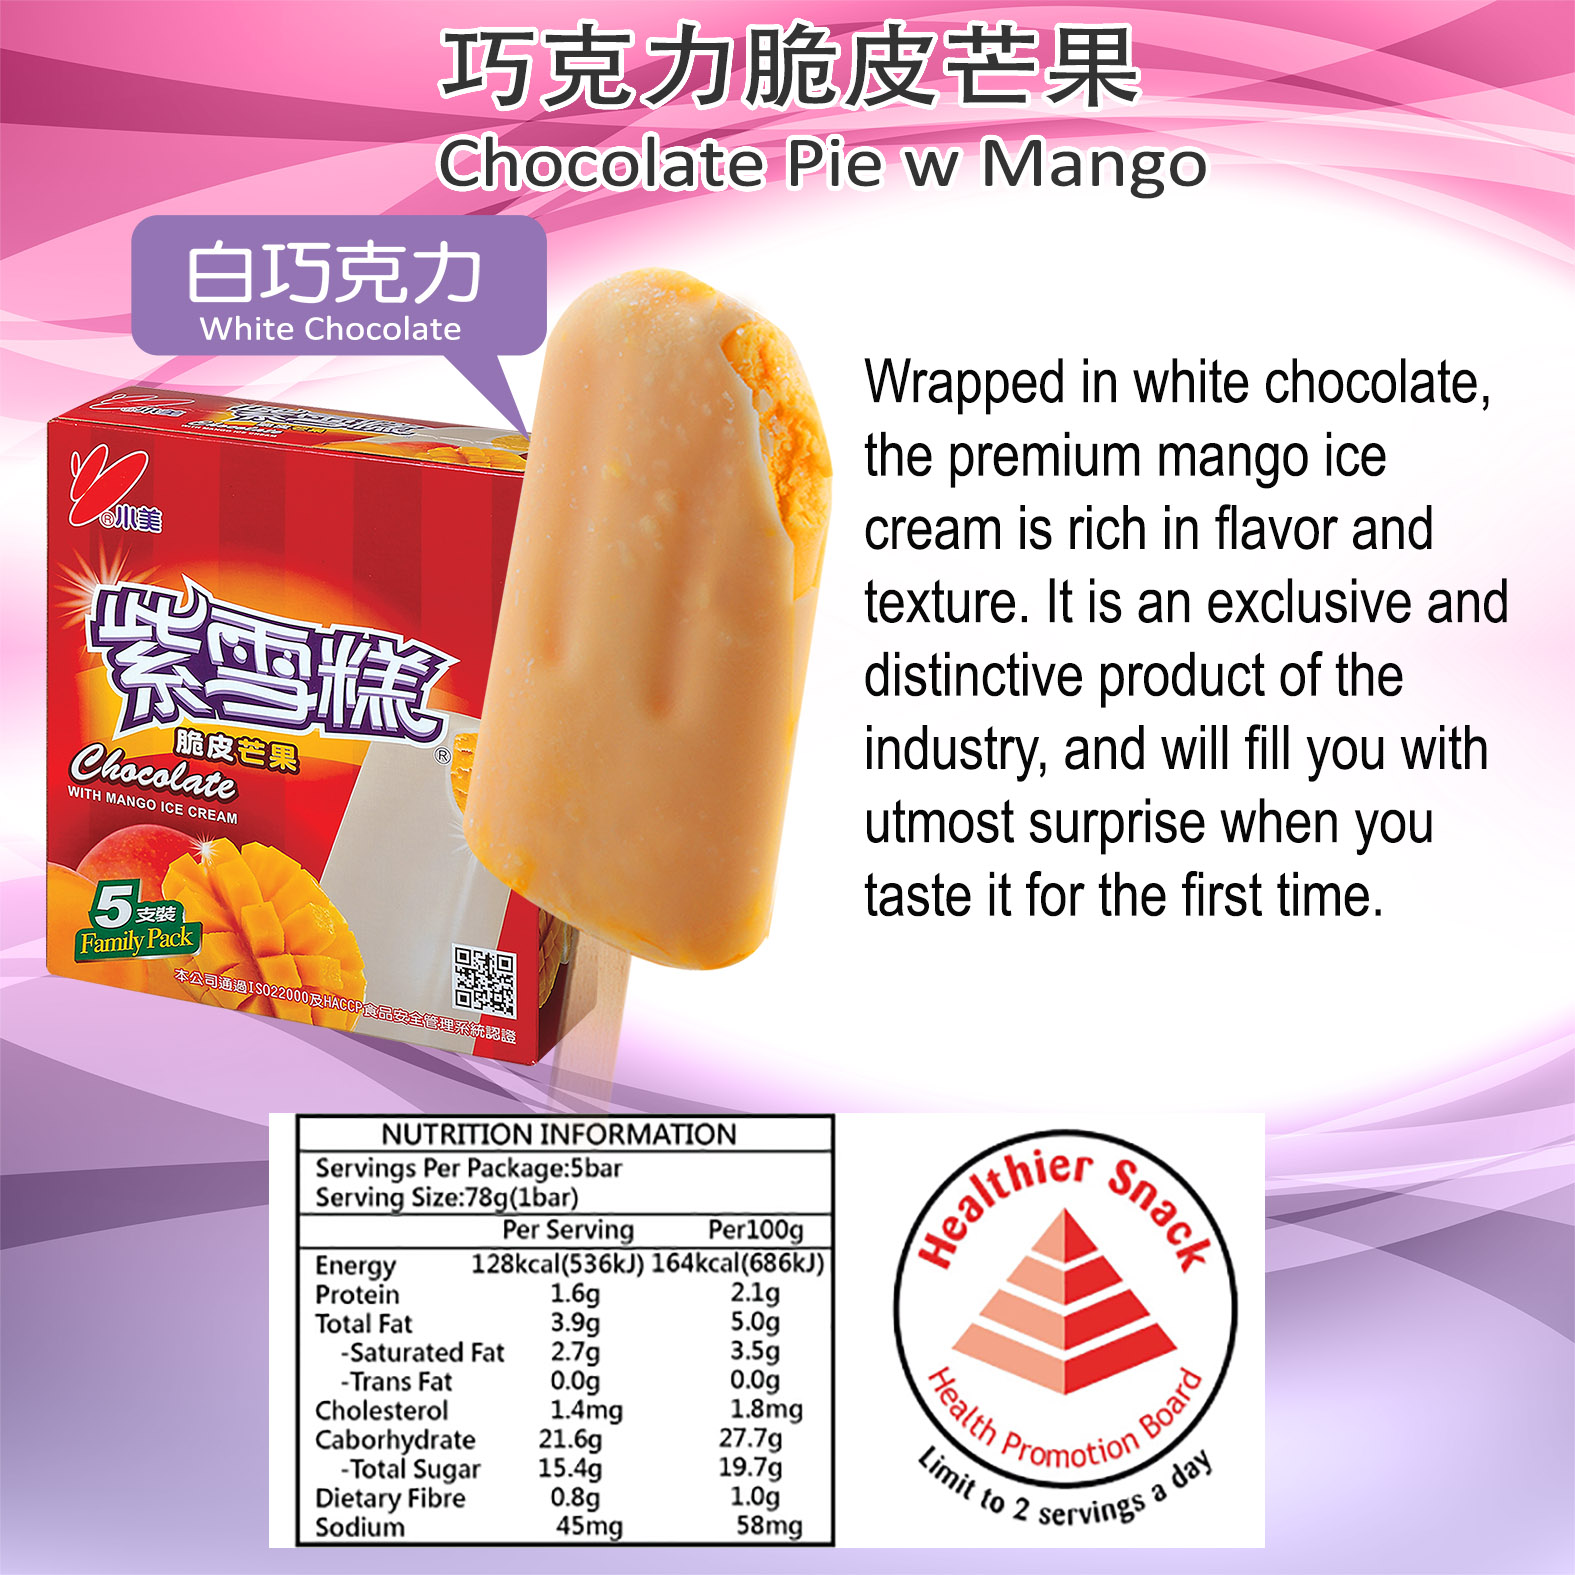 巧克力脆皮芒果
Chocolate Pie w Mango
白巧克力
White Chocolate
Wrapped in white chocolate,
the premium mango ice
cream is rich in flavor and
texture. It is an exclusive and
distinctive product of the
industry, and will fill you with
utmost surprise when you
taste it for the first time.
小美
紫雪糕
Chocolate
®小美
紫雪糕®
脆皮芒果
Chocolate
WITH MANGO ICE CREAM
5支裝
Family Pack
本公司通過ISO22000及HACCP食品安全管理系統認證
NUTRITION INFORMATION
Servings Per Package:5bar
Serving Size:78g(1bar)
Per Serving Per100g
Energy 128kcal(536kJ) 164kcal(686kJ)
Protein 1.6g 2.1g
Total Fat 3.9g 5.0g
-Saturated Fat 2.7g 3.5g
-Trans Fat 0.0g 0.0g
Cholesterol 1.4mg 1.8mg
Caborhydrate 21.6g 27.7g
-Total Sugar 15.4g 19.7g
Dietary Fibre 0.8g 1.0g
Sodium 45mg 58mg
Healthier Snack
Health Promotion Board
Limit to 2 servings a day